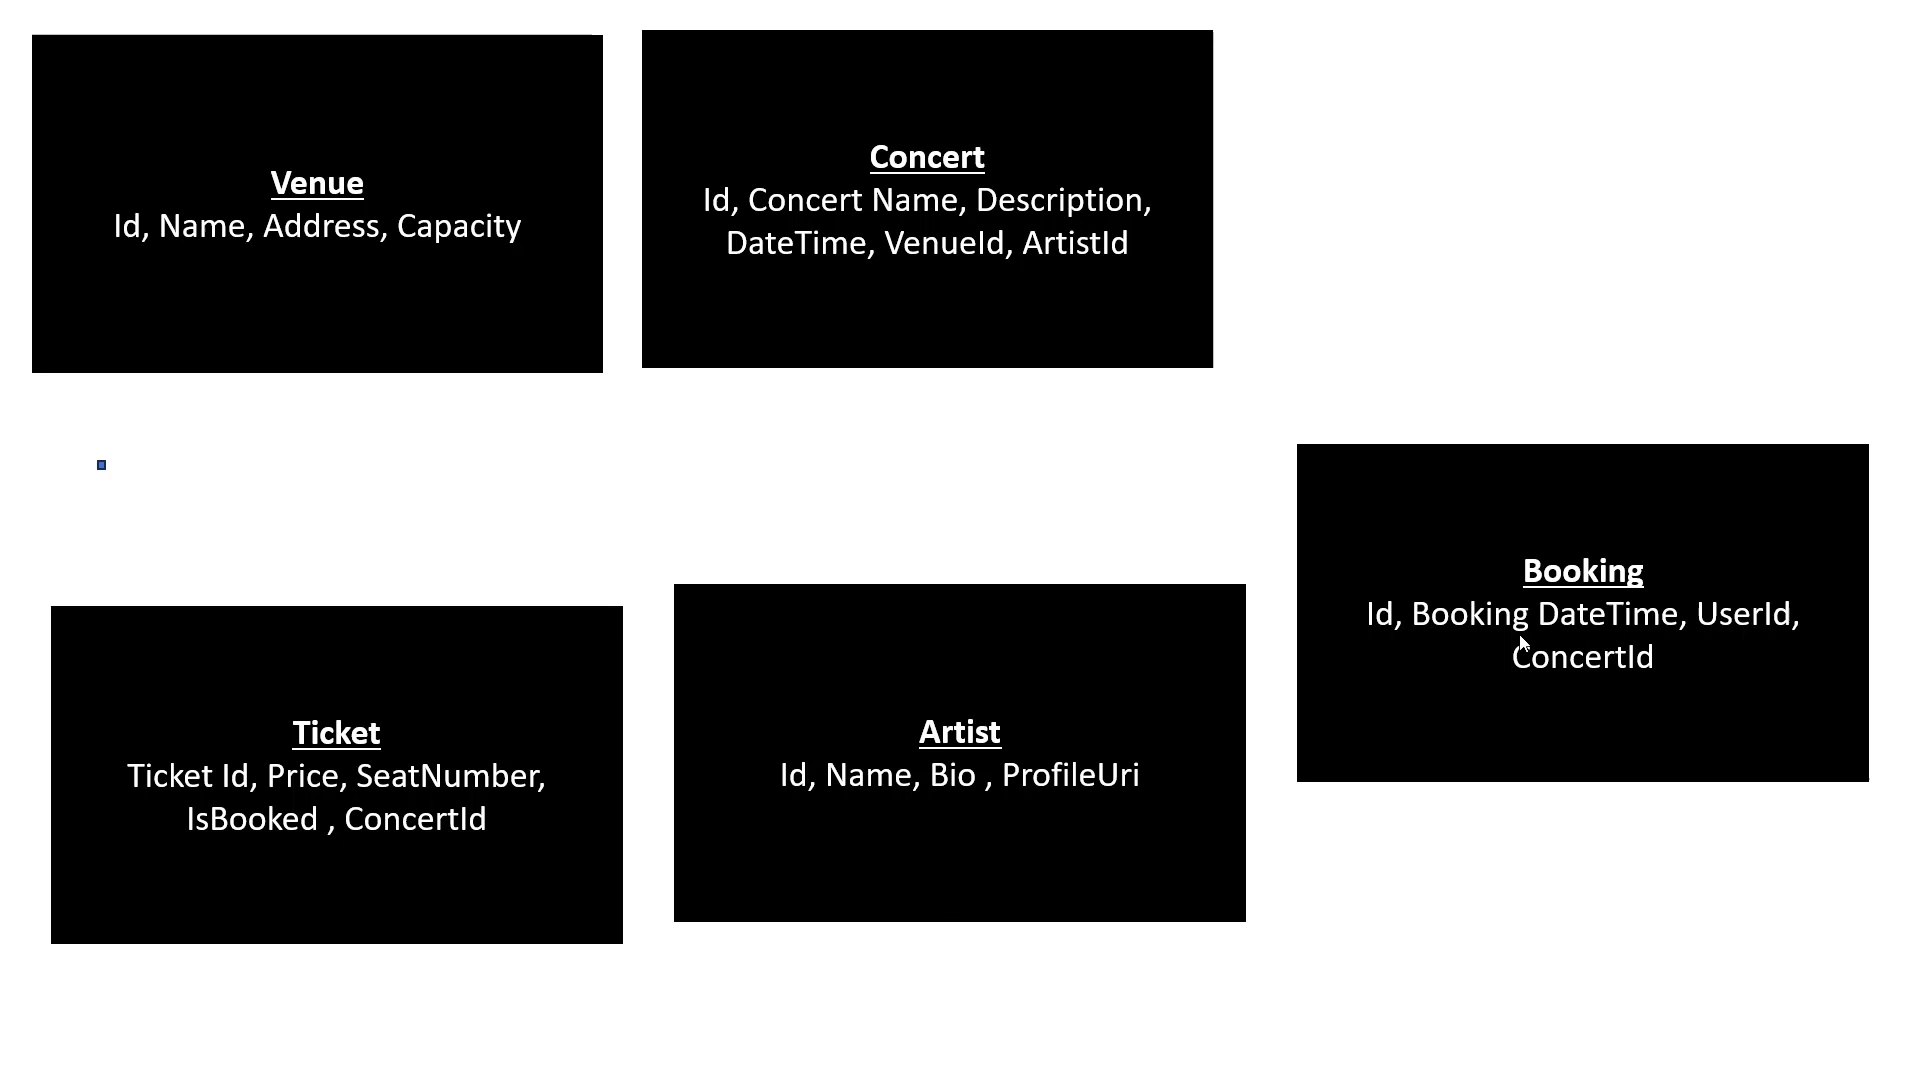 Venue
Id, Name, Address, Capacity
Concert
Id, Concert Name, Description,
DateTime, VenueId, ArtistId
Booking
Id, Booking DateTime, UserId,
ConcertId
Ticket
Ticket Id, Price, SeatNumber,
IsBooked , ConcertId
Artist
Id, Name, Bio , ProfileUri